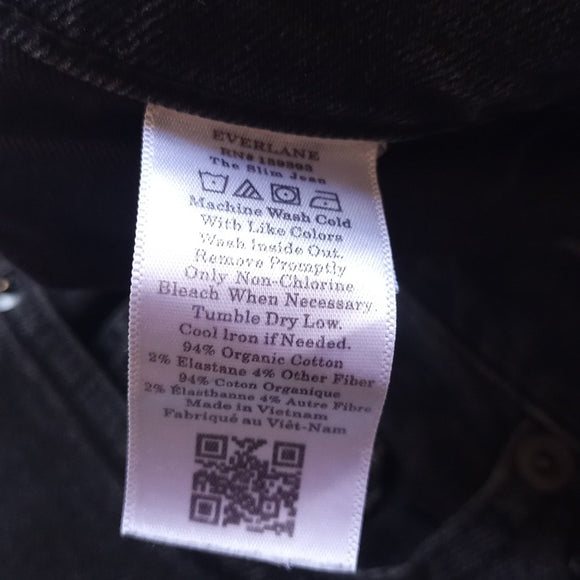 EVERLANE
RN#
The Slim Jean
Machine Wash Cold
With Like Colors
Wash Inside Out.
Remove Promptly
Only Non-Chlorine
Bleach When Necessary.
Tumble Dry Low.
Cool Iron if Needed.
94% Organic Cotton
2% Elastane 4% Other Fiber
94% Coton Organique
2% Élasthanne 4% Autre Fibre
Made in Vietnam
Fabriqué au Viêt-Nam